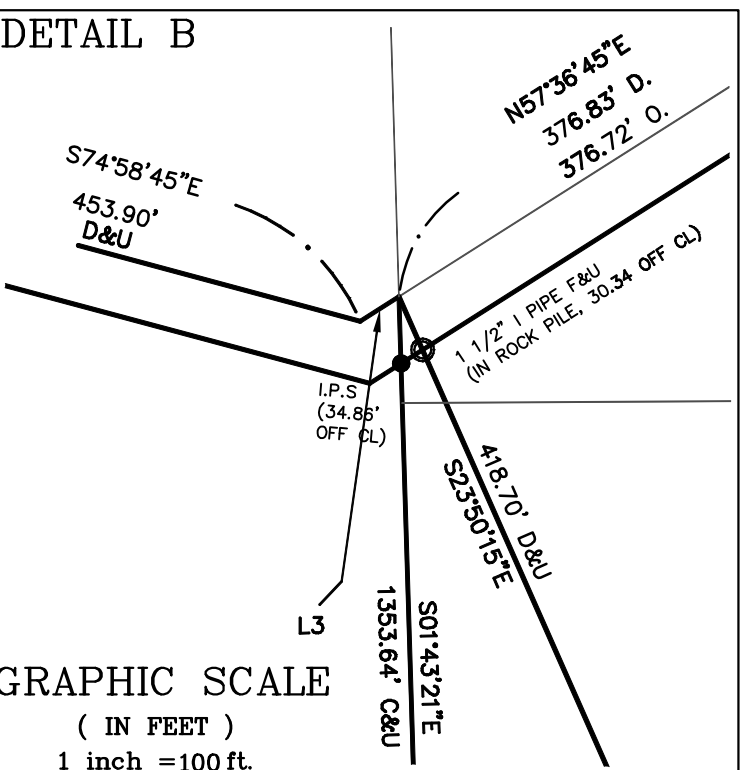 DETAIL B
N57°36'45"E
376.83' D.
376.72' O.
S74°58'45"E
453.90'
D&U
1 1/2" I PIPE F&U
(IN ROCK PILE, 30.34 OFF CL)
I.P.S
(34.86'
OFF CL)
418.70' D&U
S23°50'15"E
L3
1353.64' C&U
S01°43'21"E
GRAPHIC SCALE
( IN FEET )
1 inch =100 ft.